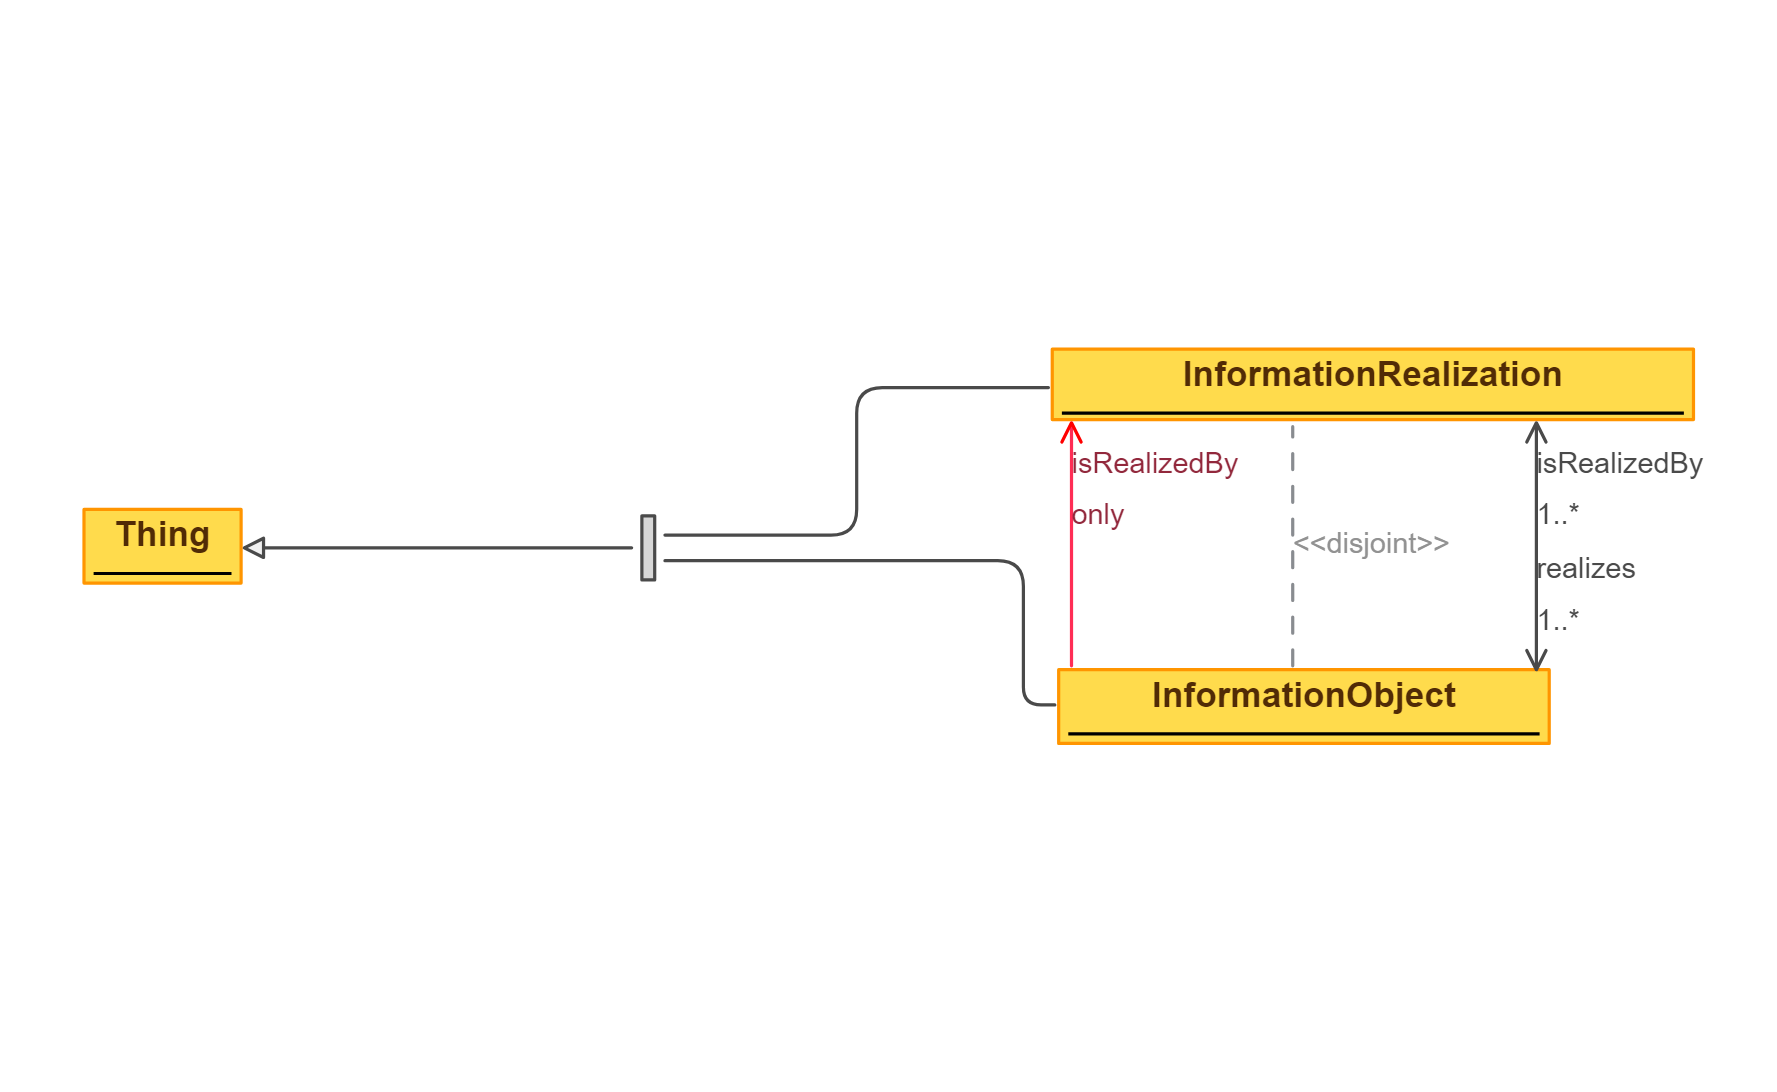 InformationRealization
isRealizedBy
only
isRealizedBy
1..*
Thing
<<disjoint>>
realizes
1..*
InformationObject